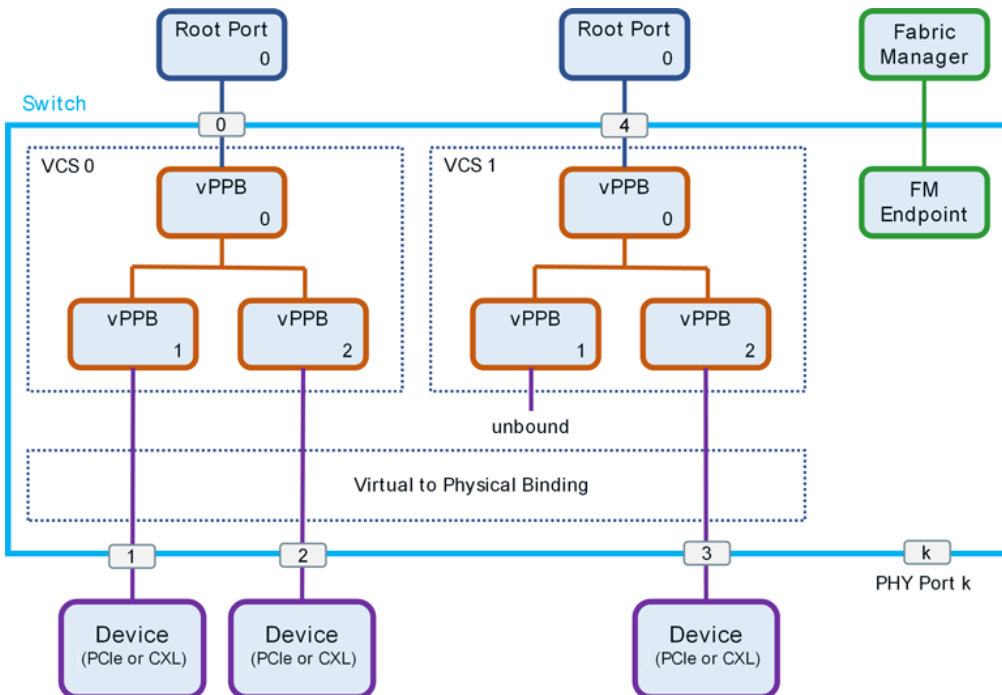 Root Port
0
Root Port
0
Fabric
Manager
Switch
0
4
VCS 0
vPPB
0
VCS 1
vPPB
0
FM
Endpoint
vPPB
1
vPPB
2
vPPB
1
vPPB
2
unbound
Virtual to Physical Binding
1
2
3
k
PHY Port k
Device
(PCIe or CXL)
Device
(PCIe or CXL)
Device
(PCIe or CXL)